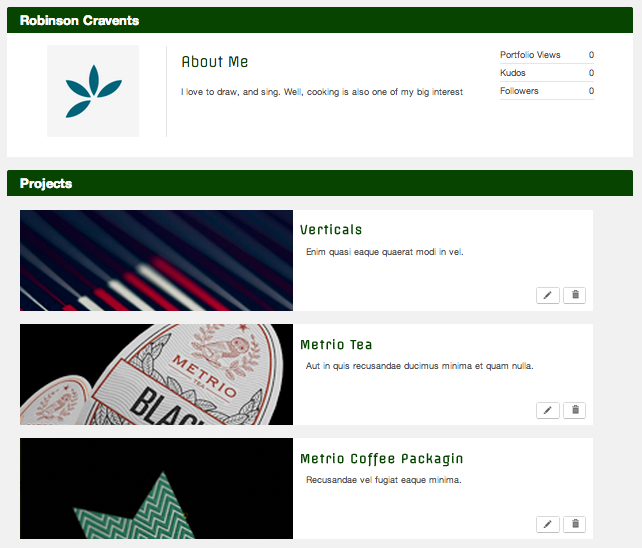 Robinson Cravents
About Me
I love to draw, and sing. Well, cooking is also one of my big interest
Portfolio Views 0
Kudos 0
Followers 0
Projects
Verticals
Enim quasi eaque quaerat modi in vel.
METRIO
TEA
BLAC
Metrio Tea
Aut in quis recusandae ducimus minima et quam nulla.
Metrio Coffee Packagin
Recusandae vel fugiat eaque minima.